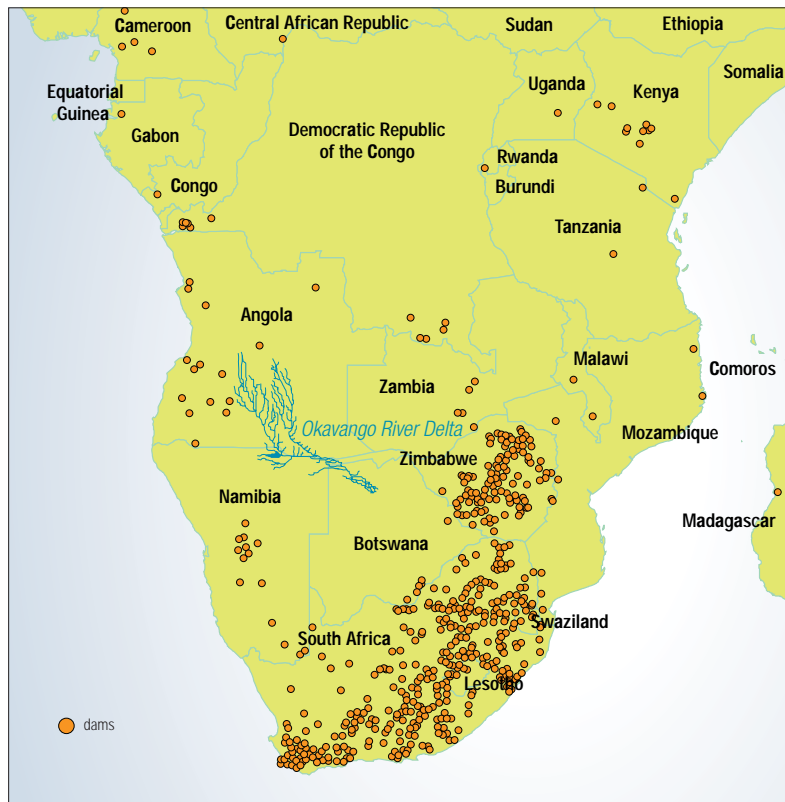 Cameroon
Central African Republic
Sudan
Ethiopia
Somalia
Uganda
Kenya
Equatorial
Guinea
Gabon
Democratic Republic
of the Congo
Rwanda
Burundi
Congo
Tanzania
Angola
Malawi
Comoros
Zambia
Okavango River Delta
Mozambique
Zimbabwe
Namibia
Madagascar
Botswana
Swaziland
South Africa
Lesotho
dams